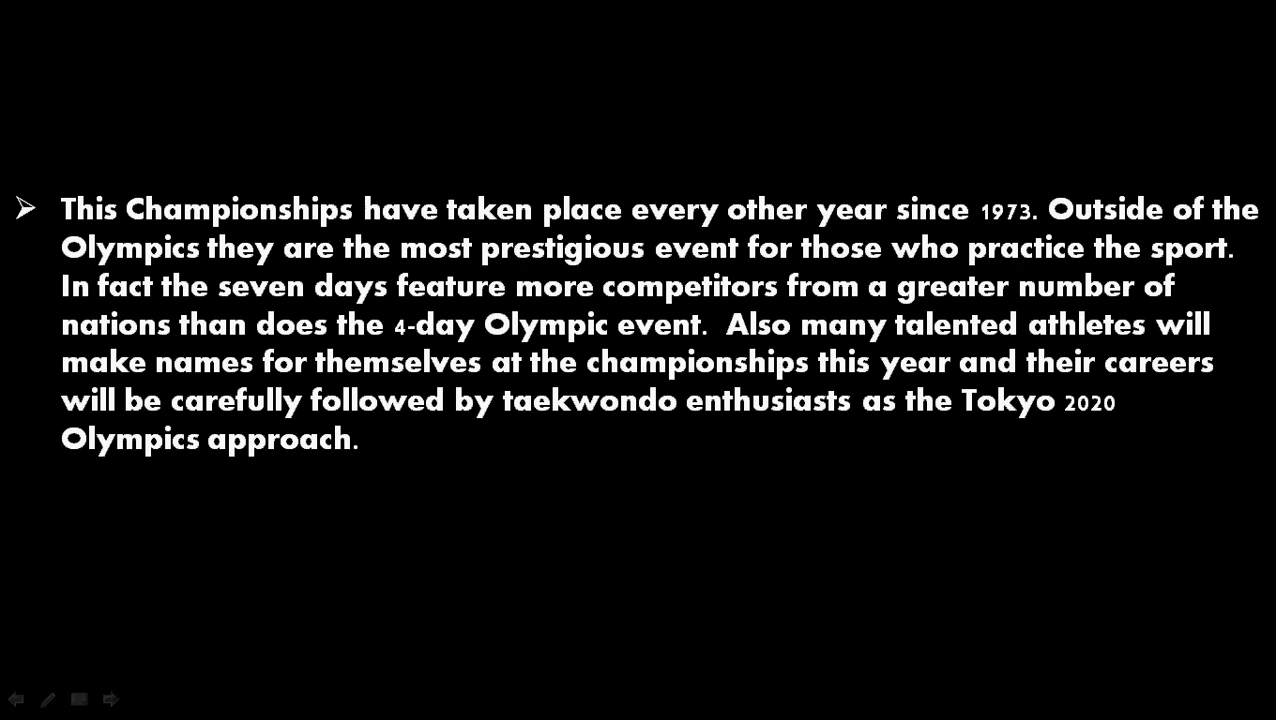 ➢ This Championships have taken place every other year since 1973. Outside of the
Olympics they are the most prestigious event for those who practice the sport.
In fact the seven days feature more competitors from a greater number of
nations than does the 4-day Olympic event.  Also many talented athletes will
make names for themselves at the championships this year and their careers
will be carefully followed by taekwondo enthusiasts as the Tokyo 2020
Olympics approach.